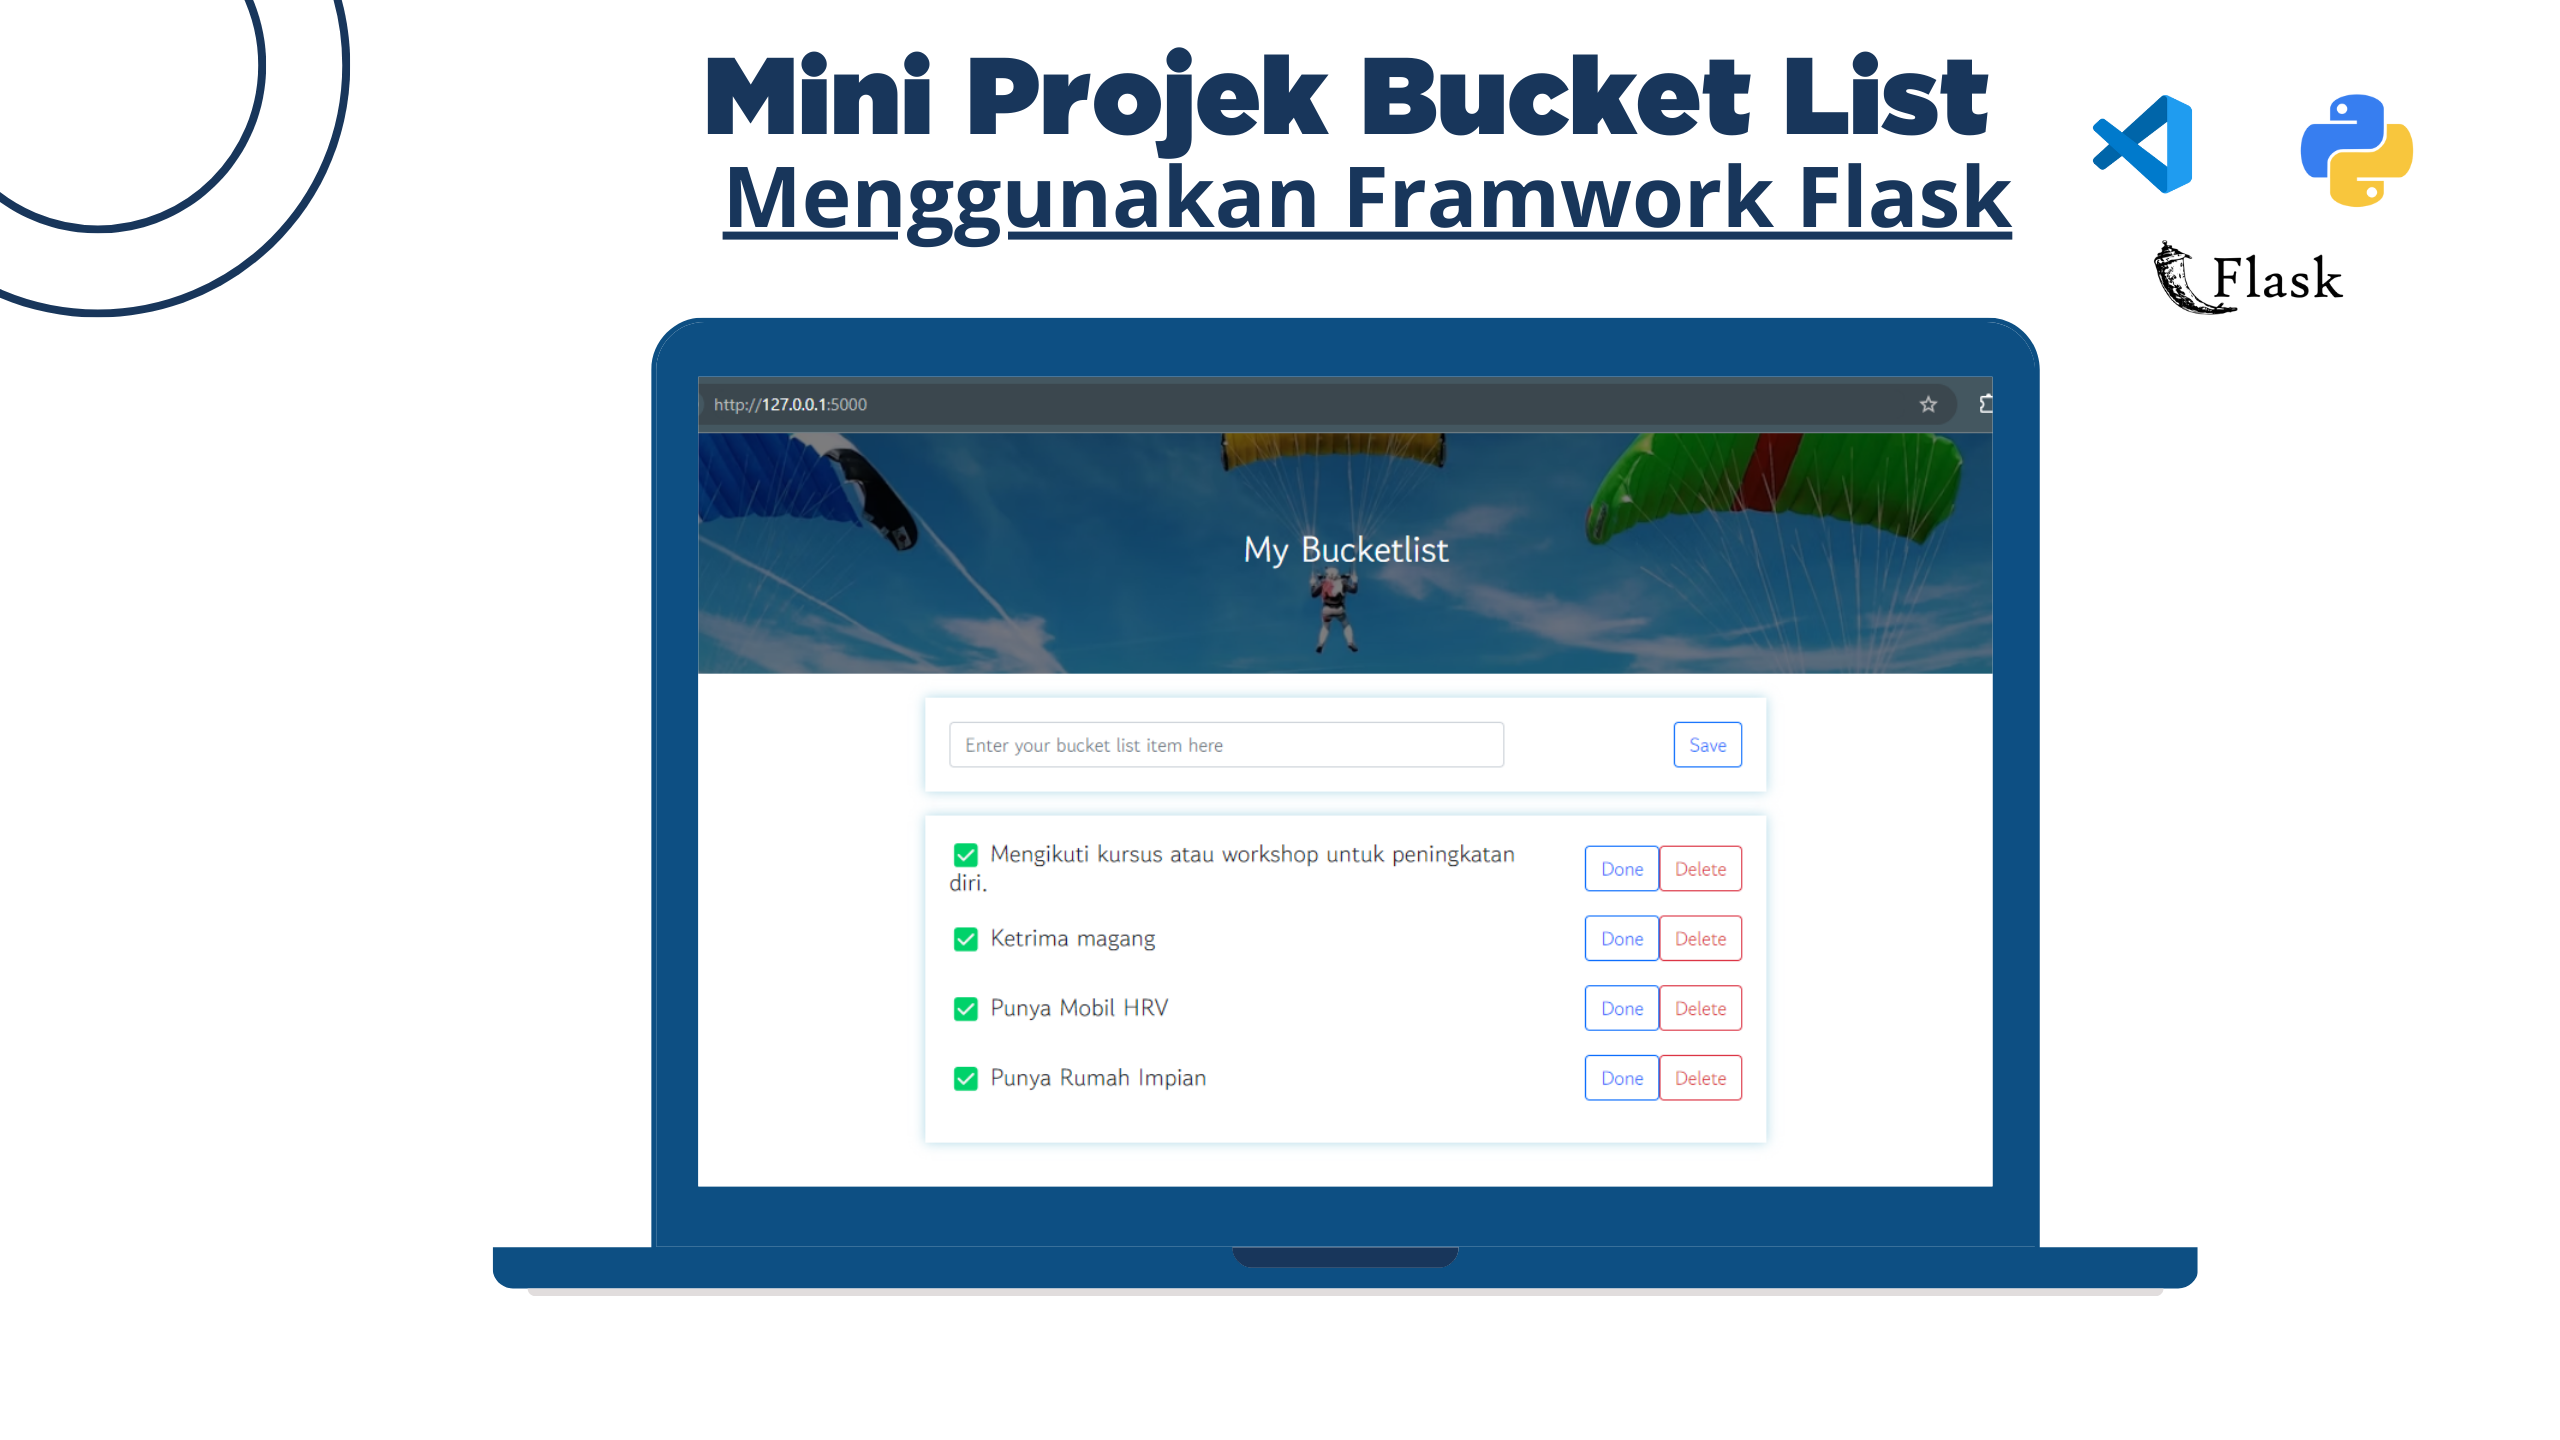 Mini Projek Bucket List
Menggunakan Framwork Flask
Flask
http://127.0.0.1:5000
My Bucketlist
Enter your bucket list item here
Save
Mengikuti kursus atau workshop untuk peningkatan
diri.
Done Delete
Ketrima magang
Done Delete
Punya Mobil HRV
Done Delete
Punya Rumah Impian
Done Delete